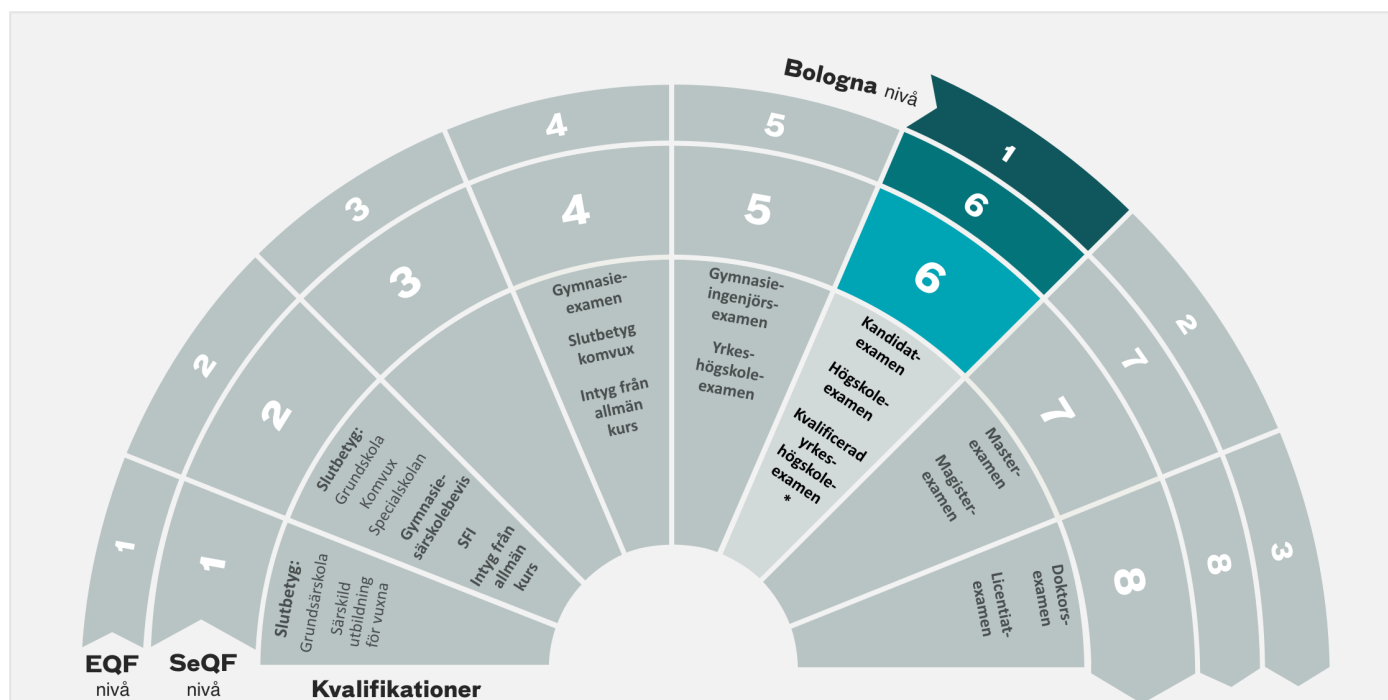 Bologna nivå
1
2
3
1
2
3
4
5
6
7
8
1
2
3
4
5
6
7
8
Slutbetyg:
Grundsärskola
Särskild
utbildning
för vuxna
Slutbetyg:
Grundskola
Komvux
Specialskolan
Gymnasie-
särskolebevis
SFI
Intyg från
allmän
kurs
Gymnasie-
examen
Slutbetyg
komvux
Intyg från
allmän
kurs
Gymnasie-
ingenjörs-
examen
Yrkes-
högskole-
examen
Kandidat-
examen
Högskole-
examen
Kvalificerad
yrkes-
högskole-
examen
*
Master-
examen
Magister-
examen
Doktors-
examen
Licentiat-
examen
EQF
nivå
SeQF
nivå
Kvalifikationer